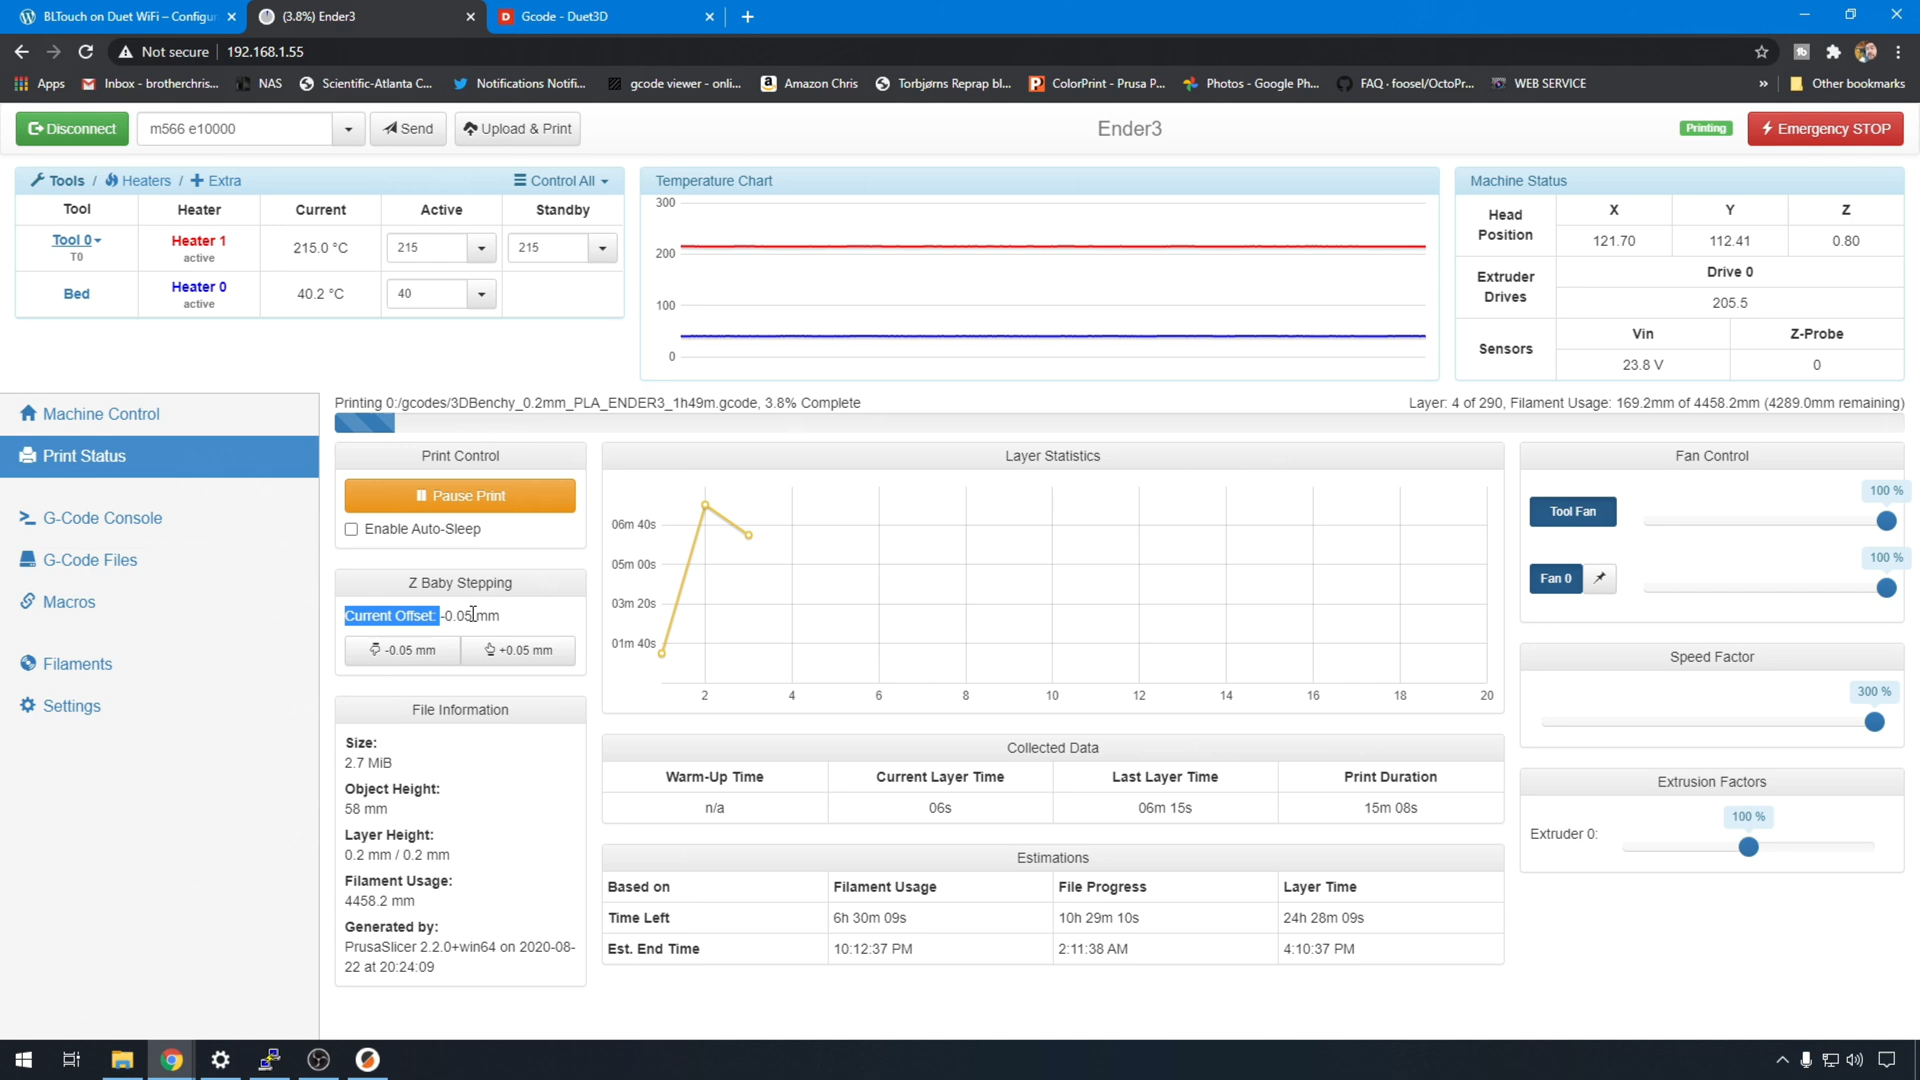 BLTouch on Duet WiFi – Configur
(3.8%) Ender3
Gcode - Duet3D
Not secure
192.168.1.55
Apps
Inbox - brotherchris...
NAS
Scientific-Atlanta C...
Notifications Notifi...
gcode viewer - onli...
Amazon Chris
Torbjørns Reprap bl...
ColorPrint - Prusa P...
Photos - Google Ph...
FAQ · foosel/OctoPr...
WEB SERVICE
»
Other bookmarks
Disconnect
m566 e10000
Send
Upload & Print
Ender3
Printing
Emergency STOP
Tools / Heaters / Extra
Control All
Tool Heater Current Active Standby
Tool 0 Heater 1 215.0 °C 215 215
T0 active
Bed Heater 0 40.2 °C 40
active
Temperature Chart
300
200
100
0
Machine Status
Head Position X Y Z
121.70 112.41 0.80
Extruder Drives Drive 0
205.5
Sensors Vin Z-Probe
23.8 V 0
Machine Control
Print Status
G-Code Console
G-Code Files
Macros
Filaments
Settings
Printing 0:/gcodes/3DBenchy_0.2mm_PLA_ENDER3_1h49m.gcode, 3.8% Complete
Layer: 4 of 290, Filament Usage: 169.2mm of 4458.2mm (4289.0mm remaining)
Print Control
Pause Print
Enable Auto-Sleep
Z Baby Stepping
Current Offset: -0.05 mm
-0.05 mm
+0.05 mm
File Information
Size:
2.7 MiB
Object Height:
58 mm
Layer Height:
0.2 mm / 0.2 mm
Filament Usage:
4458.2 mm
Generated by:
PrusaSlicer 2.2.0+win64 on 2020-08-
22 at 20:24:09
Layer Statistics
06m 40s
05m 00s
03m 20s
01m 40s
2 4 6 8 10 12 14 16 18 20
Collected Data
Warm-Up Time Current Layer Time Last Layer Time Print Duration
n/a 06s 06m 15s 15m 08s
Estimations
Based on Filament Usage File Progress Layer Time
Time Left 6h 30m 09s 10h 29m 10s 24h 28m 09s
Est. End Time 10:12:37 PM 2:11:38 AM 4:10:37 PM
Fan Control
100 %
Tool Fan
100 %
Fan 0
Speed Factor
300 %
Extrusion Factors
100 %
Extruder 0: